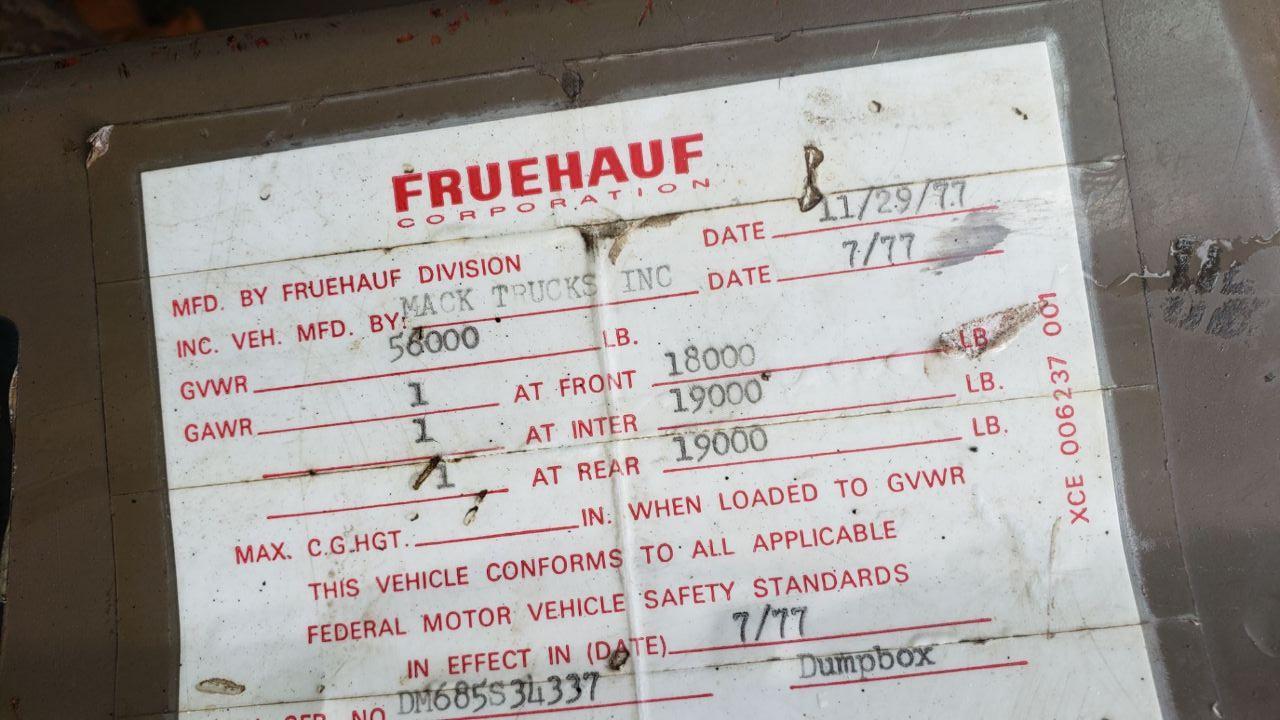 FRUEHAUF
CORPORATION
MFD. BY FRUEHAUF DIVISION DATE 11/29/77
INC. VEH. MFD. BY MACK TRUCKS INC DATE 7/77
GVWR 56000 LB.
GAWR 1 AT FRONT 18000 LB.
1 AT INTER 19000 LB.
1 AT REAR 19000 LB.
MAX. C.G.HGT. IN. WHEN LOADED TO GVWR
THIS VEHICLE CONFORMS TO ALL APPLICABLE
FEDERAL MOTOR VEHICLE SAFETY STANDARDS
IN EFFECT IN (DATE) 7/77
NO DM685S34337 Dumpbox
XCE 006237 001